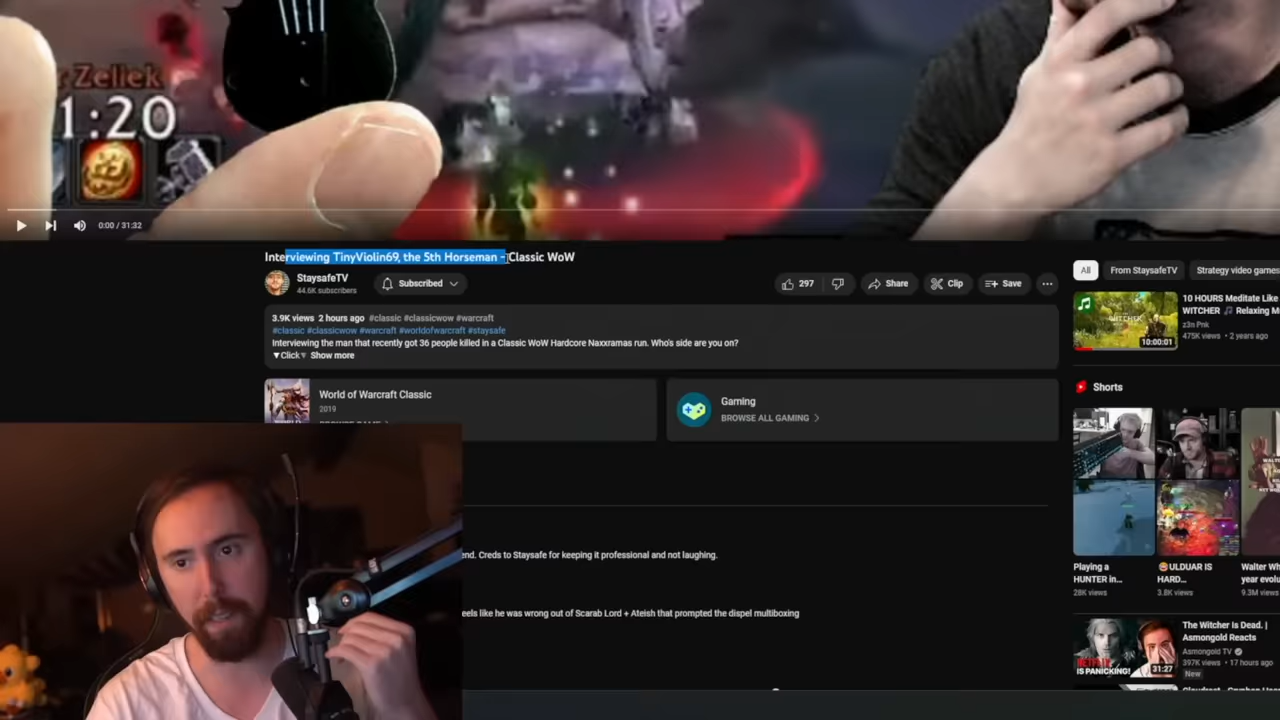 Zeliek
1:20
0:00 / 31:32
Interviewing TinyViolin69, the 5th Horseman - Classic WoW
StaysafeTV
44.6K subscribers
Subscribed
297
Share
Clip
Save
3.9K views 2 hours ago #classic #classicwow #warcraft
#classic #classicwow #warcraft #worldofwarcraft #staysafe
Interviewing the man that recently got 36 people killed in a Classic WoW Hardcore Naxxramas run. Who's side are you on?
▼Click▼ Show more
World of Warcraft Classic
2019
Gaming
BROWSE ALL GAMING
end. Creds to Staysafe for keeping it professional and not laughing.
eels like he was wrong out of Scarab Lord + Ateish that prompted the dispel multiboxing
All
From StaysafeTV
Strategy video games
10 HOURS Meditate Like
WITCHER 🎵 Relaxing M
z3n Pnk
475K views • 2 years ago
10:00:01
Shorts
Playing a
HUNTER in...
28K views
😡ULDUAR IS
HARD...
3.8K views
Walter Wh
year evolu
9.3M views
The Witcher Is Dead. |
Asmongold Reacts
Asmongold TV
397K views • 17 hours ago
New
NETFLIX
IS PANICKING!
31:27